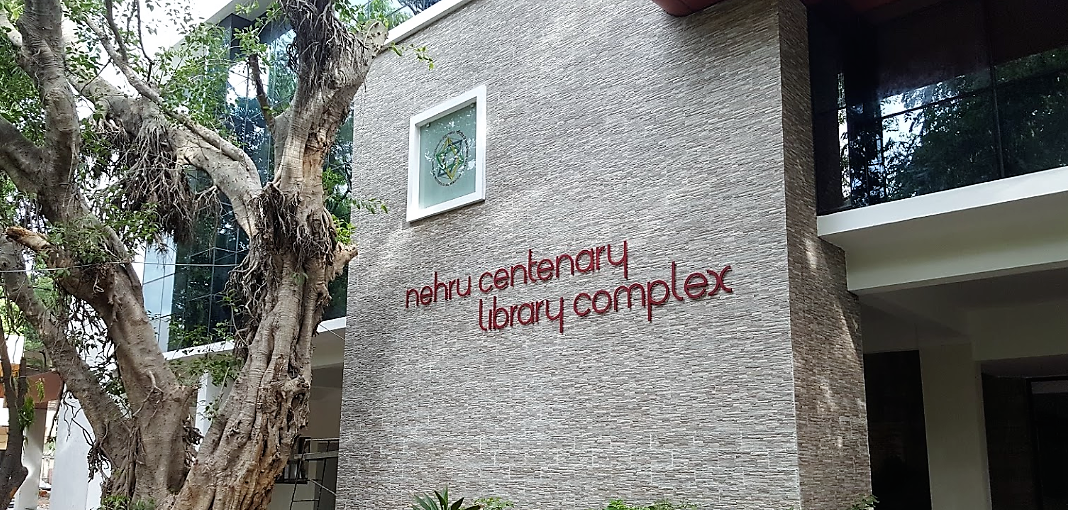 nehru centenary
library complex